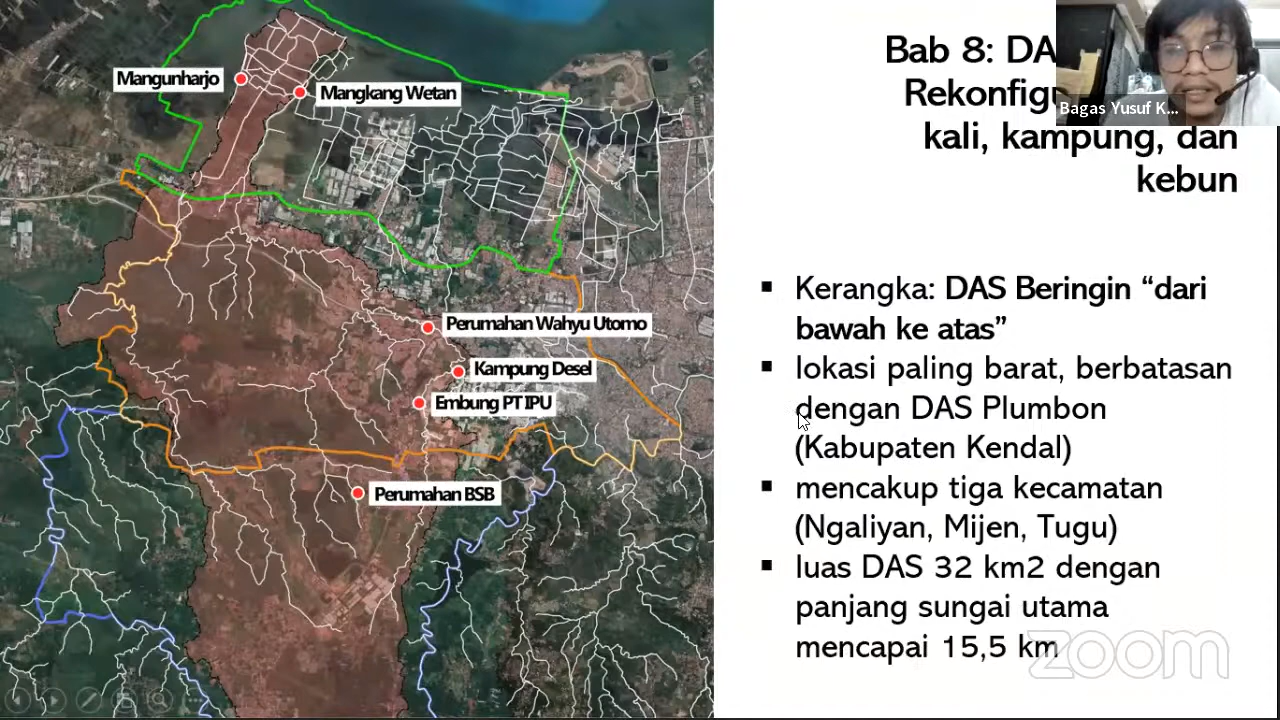 Mangunharjo
Mangkang Wetan
Perumahan Wahyu Utomo
Kampung Desel
Embung PT IPU
Perumahan BSB
Bab 8:
kali, kampung, dan
kebun
Bagas Yusuf K...
▪ Kerangka: DAS Beringin “dari
bawah ke atas”
▪ lokasi paling barat, berbatasan
dengan DAS Plumbon
(Kabupaten Kendal)
▪ mencakup tiga kecamatan
(Ngaliyan, Mijen, Tugu)
▪ luas DAS 32 km2 dengan
panjang sungai utama
mencapai 15,5 km
zoom